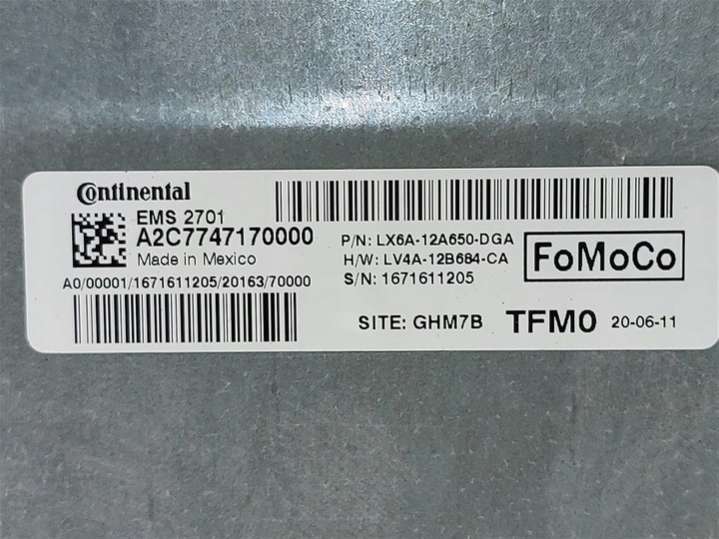 Continental
EMS 2701
A2C7747170000
Made in Mexico
A0/00001/1671611205/20163/70000
P/N: LX6A-12A650-DGA
H/W: LV4A-12B684-CA
S/N: 1671611205
FoMoCo
SITE: GHM7B TFM0 20-06-11